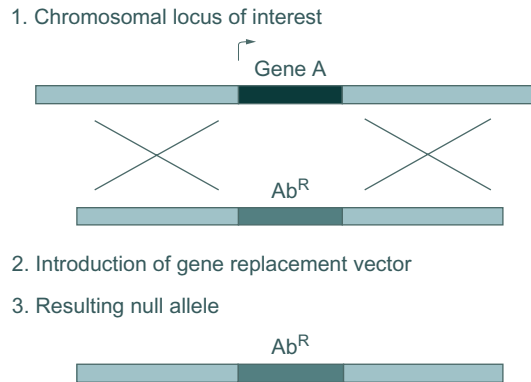 1. Chromosomal locus of interest
Gene A
Ab^R
2. Introduction of gene replacement vector
3. Resulting null allele
Ab^R